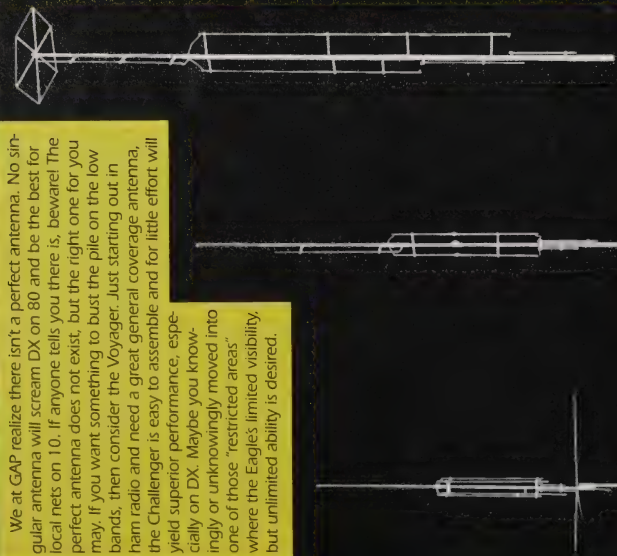 We at GAP realize there isn't a perfect antenna. No sin-
gular antenna will scream DX on 80 and be the best for
local nets on 10. If anyone tells you there is, beware! The
perfect antenna does not exist, but the right one for you
may. If you want something to bust the pile on the low
bands, then consider the Voyager. Just starting out in
ham radio and need a great general coverage antenna,
the Challenger is easy to assemble and for little effort will
yield superior performance, espe-
cially on DX. Maybe you know-
ingly or unknowingly moved into
one of those "restricted areas"
where the Eagle's limited visibility,
but unlimited ability is desired.